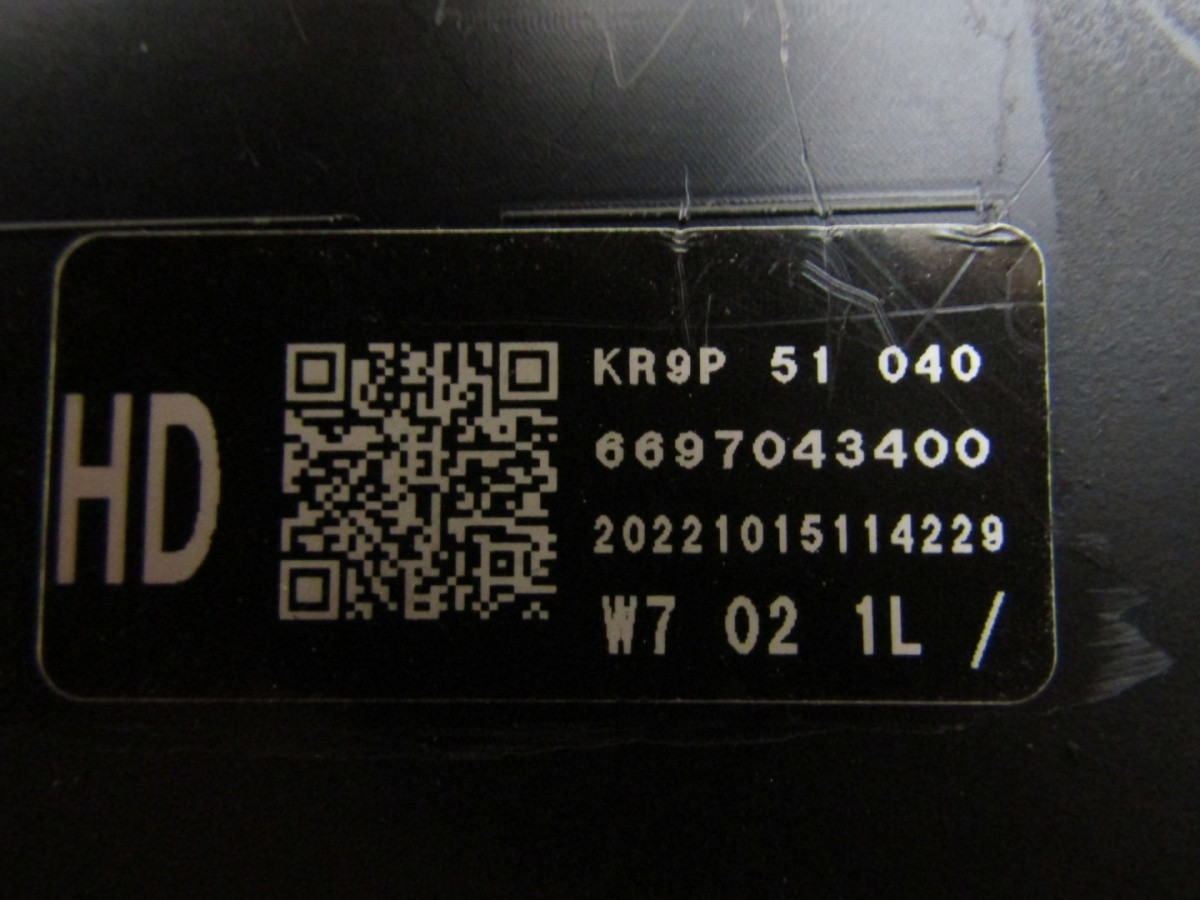 HD
KR9P 51 040
6697043400
20221015114229
W7 02 1L /